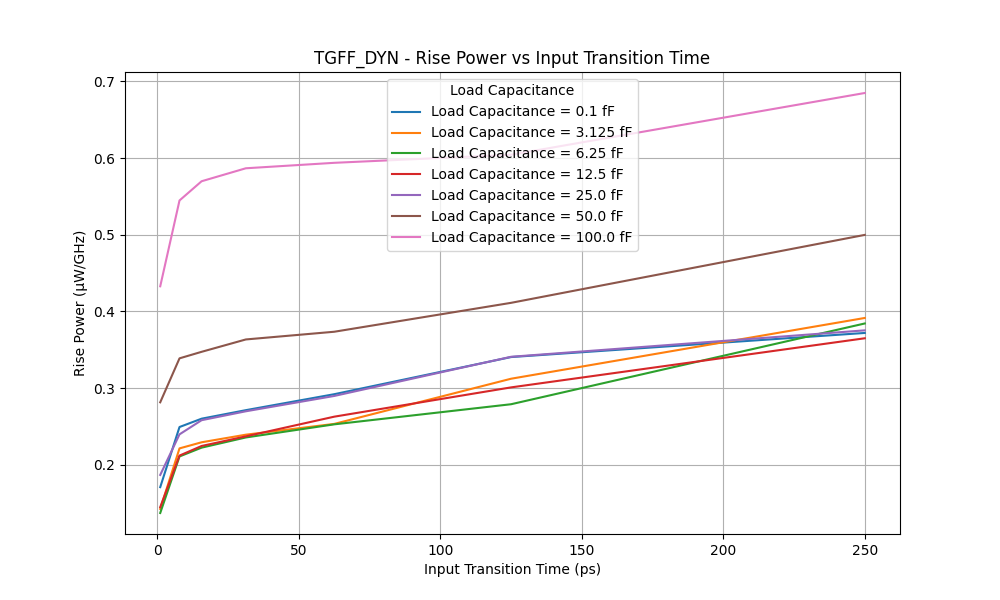 TGFF_DYN - Rise Power vs Input Transition Time
Rise Power (µW/GHz)
0.7
0.6
0.5
0.4
0.3
0.2
Load Capacitance
Load Capacitance = 0.1 fF
Load Capacitance = 3.125 fF
Load Capacitance = 6.25 fF
Load Capacitance = 12.5 fF
Load Capacitance = 25.0 fF
Load Capacitance = 50.0 fF
Load Capacitance = 100.0 fF
0 50 100 150 200 250
Input Transition Time (ps)